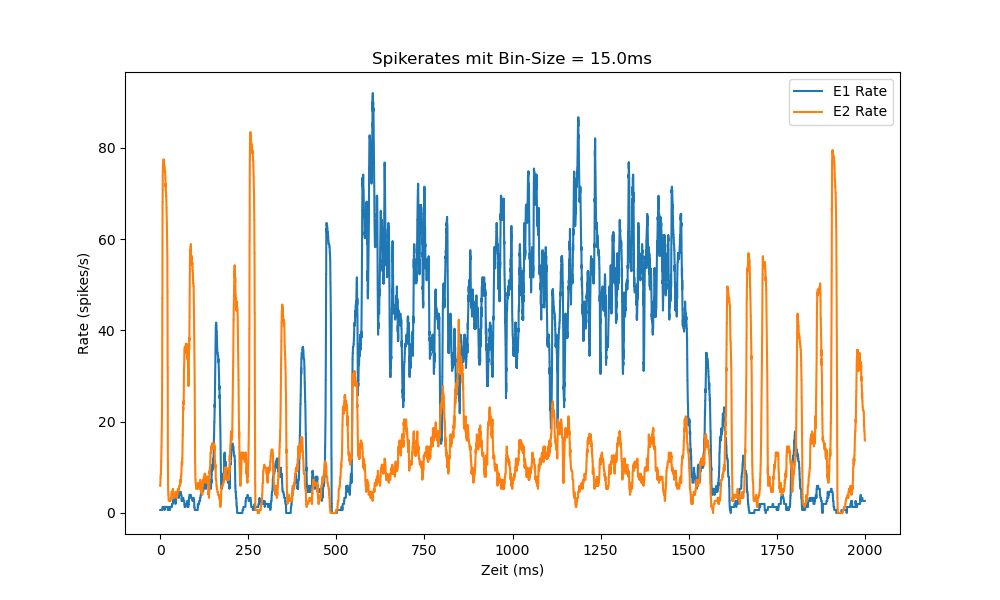 Spikerates mit Bin-Size = 15.0ms
E1 Rate
E2 Rate
Rate (spikes/s)
80
60
40
20
0
0 250 500 750 1000 1250 1500 1750 2000
Zeit (ms)